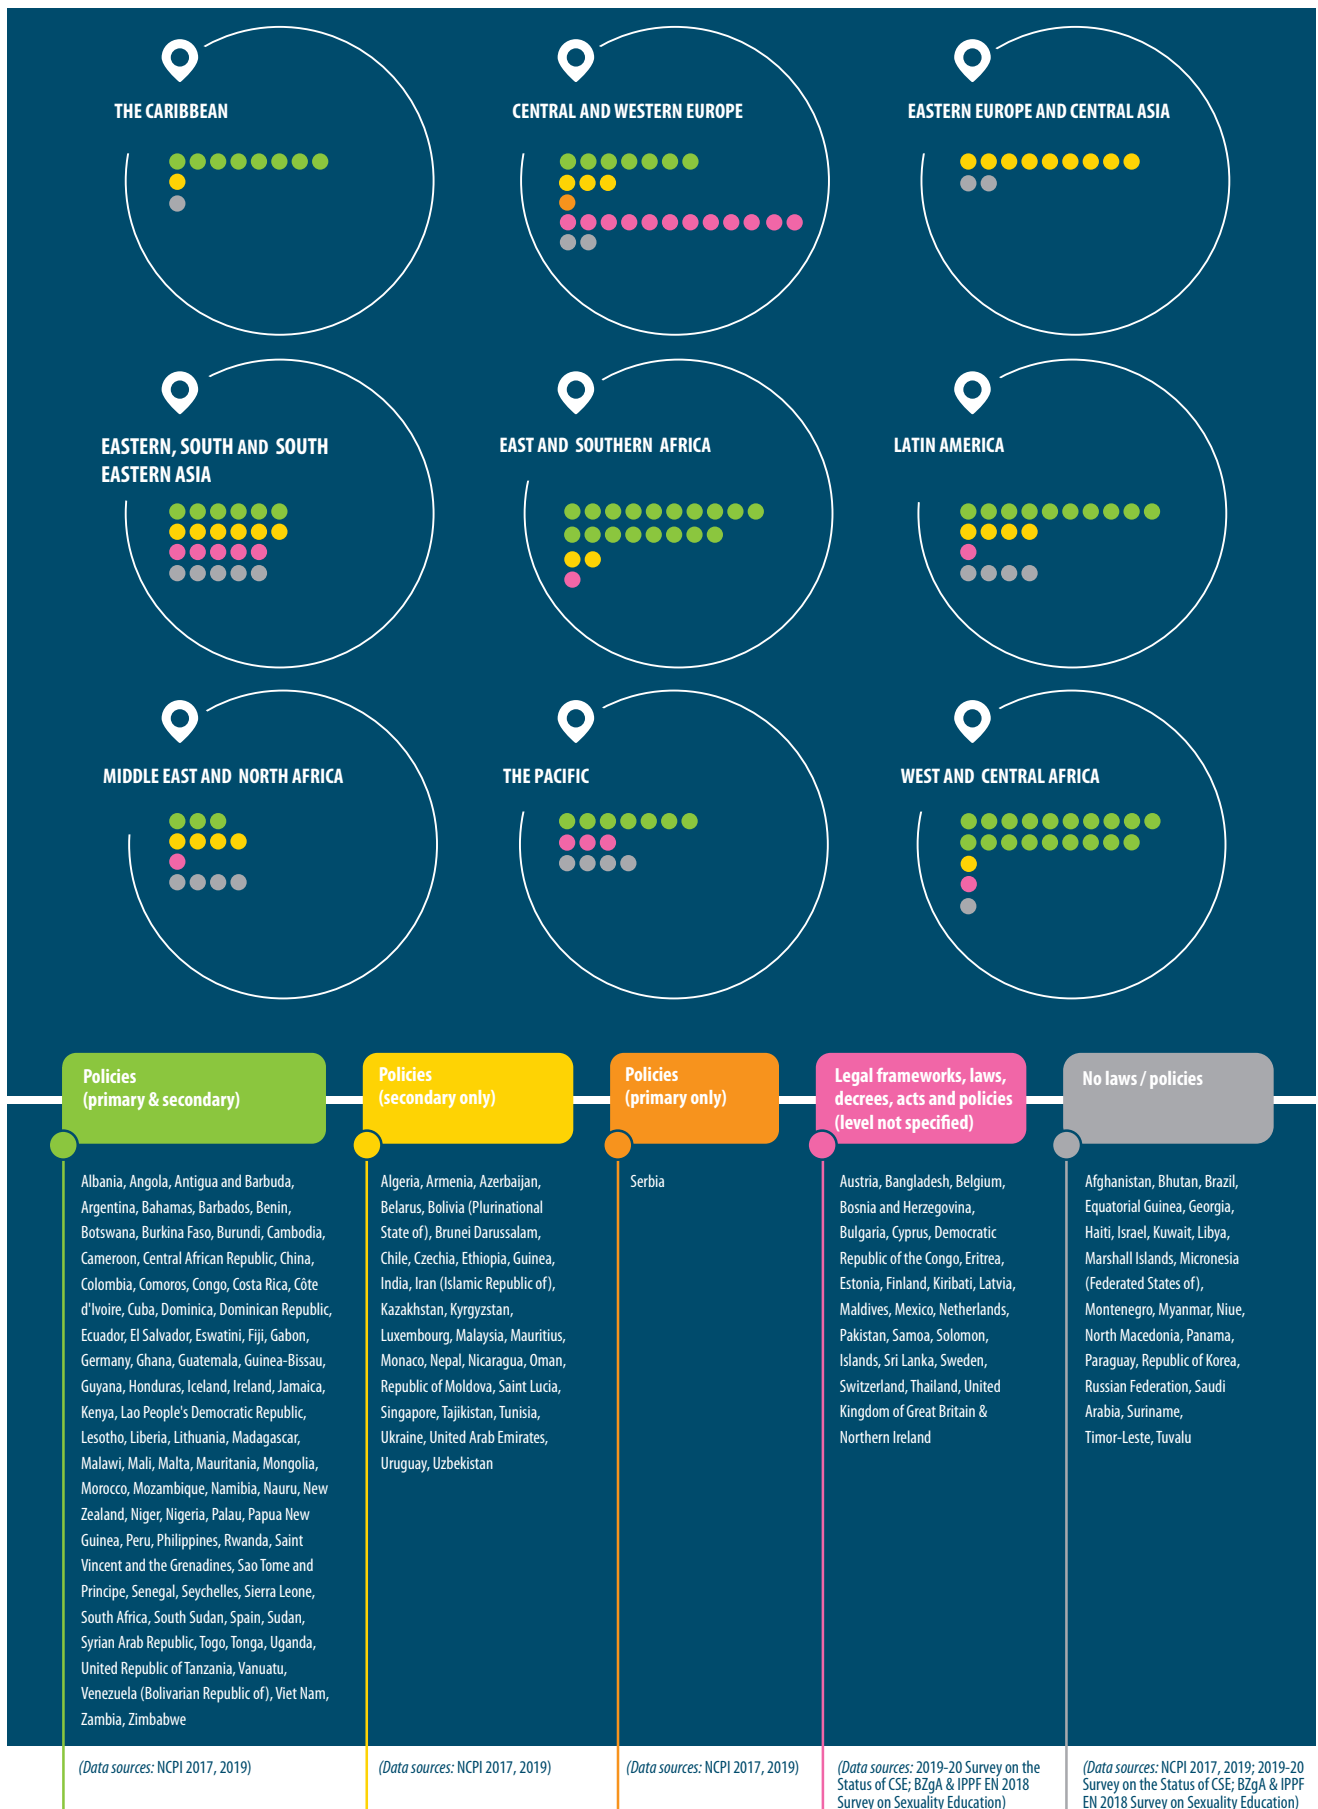 THE CARIBBEAN
CENTRAL AND WESTERN EUROPE
EASTERN EUROPE AND CENTRAL ASIA
EASTERN, SOUTH AND SOUTH
EASTERN ASIA
EAST AND SOUTHERN AFRICA
LATIN AMERICA
MIDDLE EAST AND NORTH AFRICA
THE PACIFIC
WEST AND CENTRAL AFRICA
Policies
(primary & secondary)
Albania, Angola, Antigua and Barbuda,
Argentina, Bahamas, Barbados, Benin,
Botswana, Burkina Faso, Burundi, Cambodia,
Cameroon, Central African Republic, China,
Colombia, Comoros, Congo, Costa Rica, Côte
d'Ivoire, Cuba, Dominica, Dominican Republic,
Ecuador, El Salvador, Eswatini, Fiji, Gabon,
Germany, Ghana, Guatemala, Guinea-Bissau,
Guyana, Honduras, Iceland, Ireland, Jamaica,
Kenya, Lao People's Democratic Republic,
Lesotho, Liberia, Lithuania, Madagascar,
Malawi, Mali, Malta, Mauritania, Mongolia,
Morocco, Mozambique, Namibia, Nauru, New
Zealand, Niger, Nigeria, Palau, Papua New
Guinea, Peru, Philippines, Rwanda, Saint
Vincent and the Grenadines, Sao Tome and
Principe, Senegal, Seychelles, Sierra Leone,
South Africa, South Sudan, Spain, Sudan,
Syrian Arab Republic, Togo, Tonga, Uganda,
United Republic of Tanzania, Vanuatu,
Venezuela (Bolivarian Republic of), Viet Nam,
Zambia, Zimbabwe
(Data sources: NCPI 2017, 2019)
Policies
(secondary only)
Algeria, Armenia, Azerbaijan,
Belarus, Bolivia (Plurinational
State of), Brunei Darussalam,
Chile, Czechia, Ethiopia, Guinea,
India, Iran (Islamic Republic of),
Kazakhstan, Kyrgyzstan,
Luxembourg, Malaysia, Mauritius,
Monaco, Nepal, Nicaragua, Oman,
Republic of Moldova, Saint Lucia,
Singapore, Tajikistan, Tunisia,
Ukraine, United Arab Emirates,
Uruguay, Uzbekistan
(Data sources: NCPI 2017, 2019)
Policies
(primary only)
Serbia
(Data sources: NCPI 2017, 2019)
Legal frameworks, laws,
decrees, acts and policies
(level not specified)
Austria, Bangladesh, Belgium,
Bosnia and Herzegovina,
Bulgaria, Cyprus, Democratic
Republic of the Congo, Eritrea,
Estonia, Finland, Kiribati, Latvia,
Maldives, Mexico, Netherlands,
Pakistan, Samoa, Solomon,
Islands, Sri Lanka, Sweden,
Switzerland, Thailand, United
Kingdom of Great Britain &
Northern Ireland
(Data sources: 2019-20 Survey on the
Status of CSE; BZgA & IPPF EN 2018
Survey on Sexuality Education)
No laws / policies
Afghanistan, Bhutan, Brazil,
Equatorial Guinea, Georgia,
Haiti, Israel, Kuwait, Libya,
Marshall Islands, Micronesia
(Federated States of),
Montenegro, Myanmar, Niue,
North Macedonia, Panama,
Paraguay, Republic of Korea,
Russian Federation, Saudi
Arabia, Suriname,
Timor-Leste, Tuvalu
(Data sources: NCPI 2017, 2019; 2019-20
Survey on the Status of CSE; BZgA & IPPF
EN 2018 Survey on Sexuality Education)